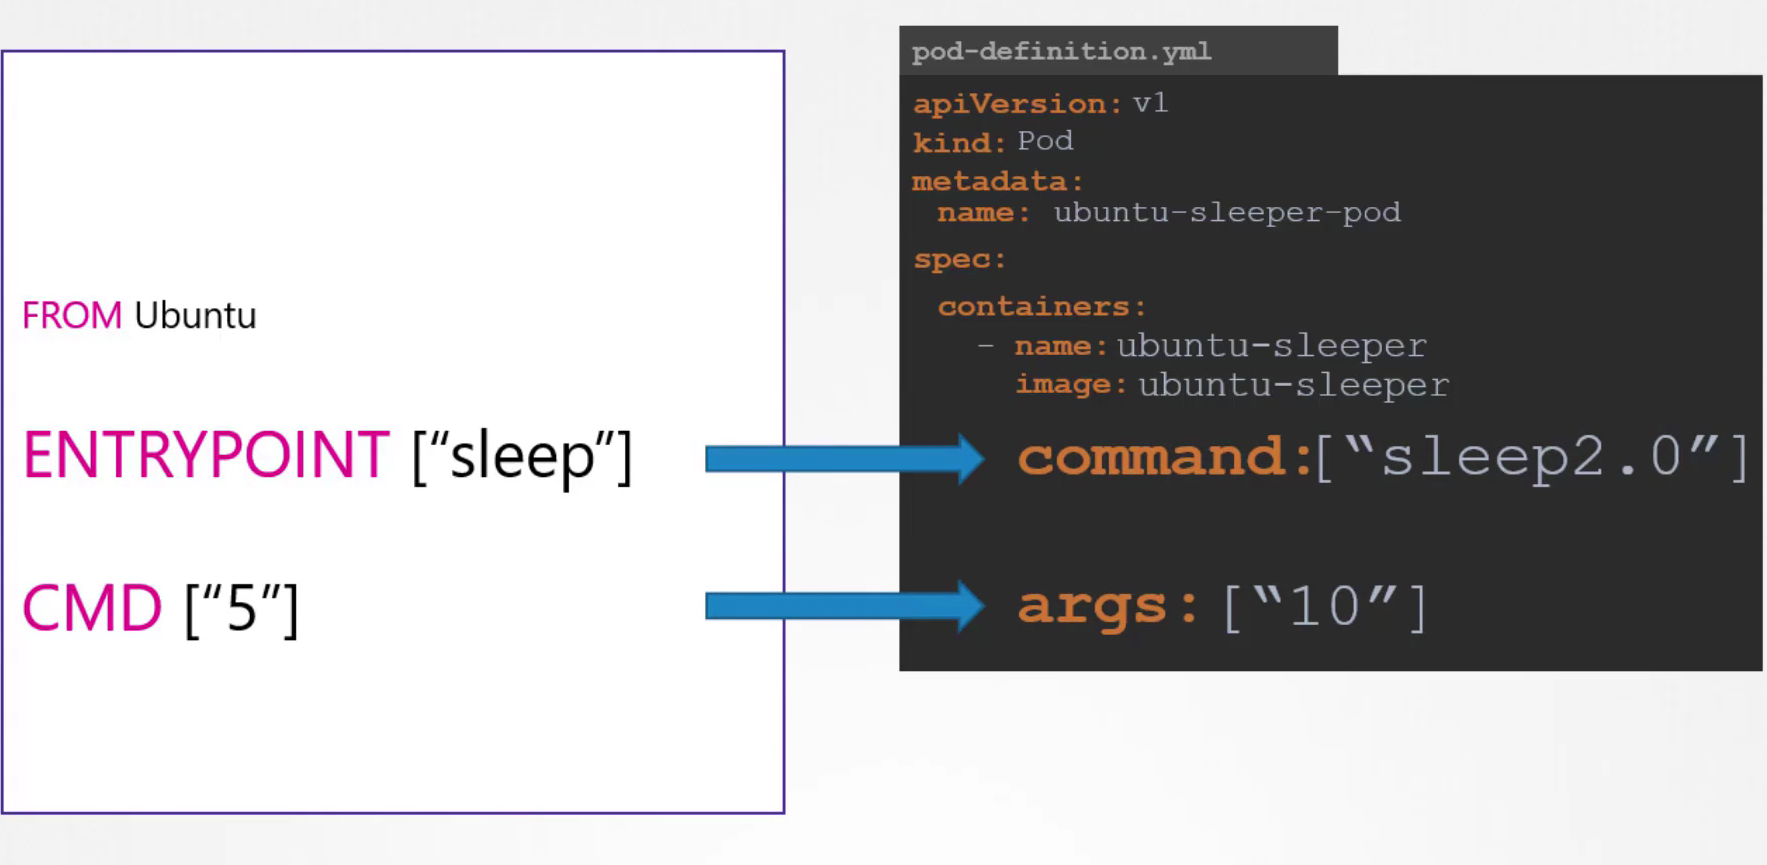 FROM Ubuntu
ENTRYPOINT [“sleep”]
CMD [“5”]
pod-definition.yml
apiVersion: v1
kind: Pod
metadata:
name: ubuntu-sleeper-pod
spec:
containers:
- name: ubuntu-sleeper
image: ubuntu-sleeper
command:[“sleep2.0”]
args: [“10”]